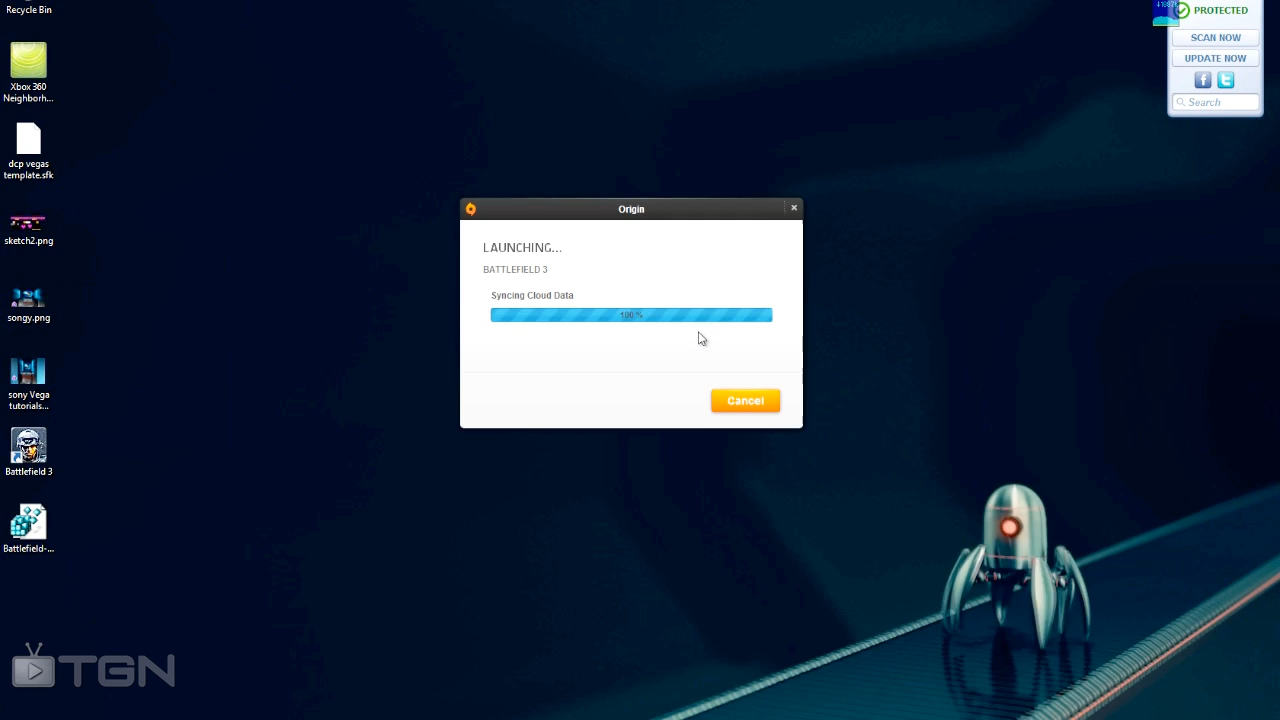 Recycle Bin
Xbox 360
Neighborh...
dcp vegas
template.sfk
sketch2.png
songy.png
sony Vega
tutorials...
Battlefield 3
Battlefield-...
TGN
Origin
LAUNCHING...
BATTLEFIELD 3
Syncing Cloud Data
100 %
Cancel
PROTECTED
SCAN NOW
UPDATE NOW
f t
Search